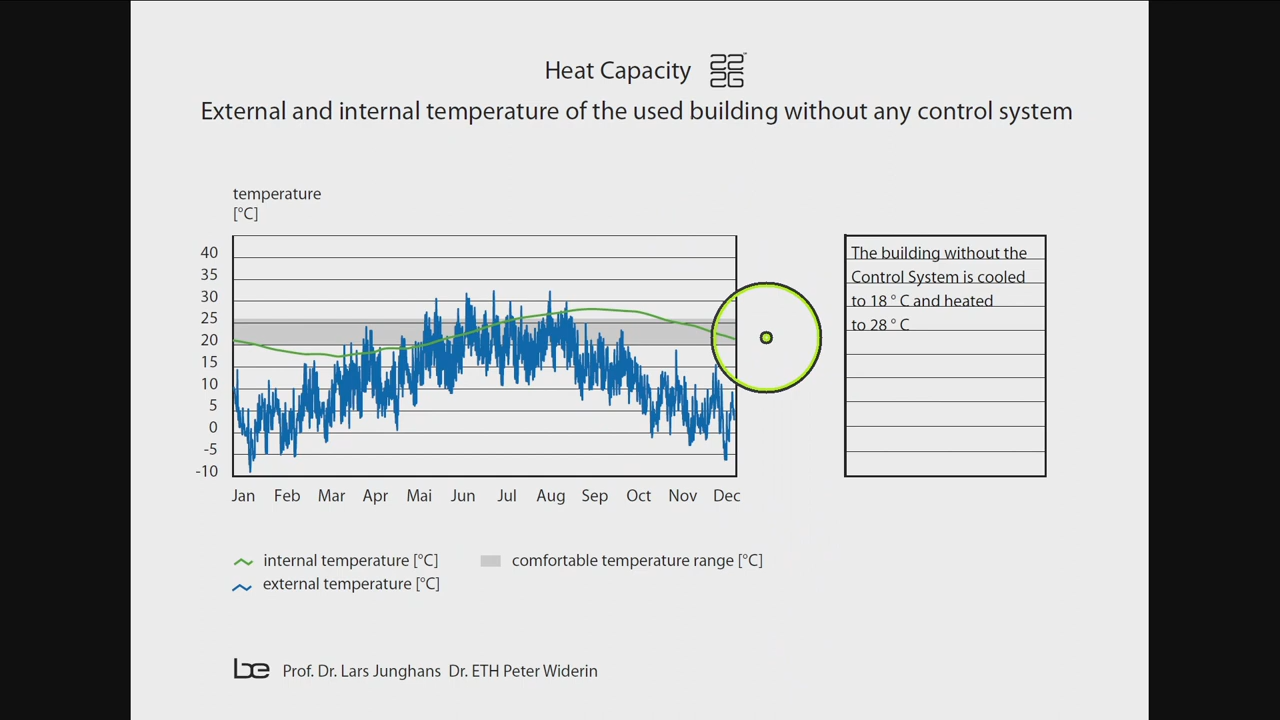 Heat Capacity 22
26
External and internal temperature of the used building without any control system
temperature
[°C]
40
35
30
25
20
15
10
5
0
-5
-10
Jan Feb Mar Apr Mai Jun Jul Aug Sep Oct Nov Dec
The building without the
Control System is cooled
to 18 ° C and heated
to 28 ° C
internal temperature [°C]
comfortable temperature range [°C]
external temperature [°C]
be Prof. Dr. Lars Junghans Dr. ETH Peter Widerin